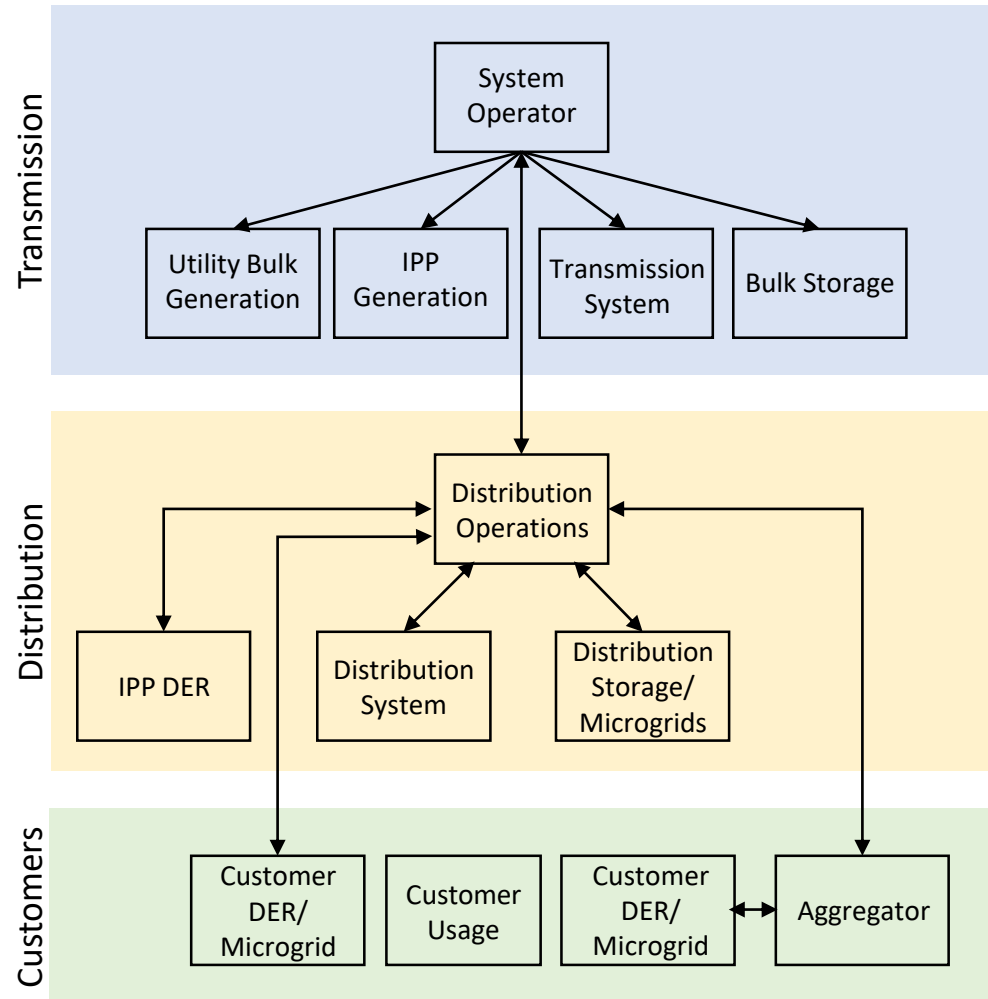 Transmission
System
Operator
Utility Bulk
Generation
IPP
Generation
Transmission
System
Bulk Storage
Distribution
Distribution
Operations
IPP DER
Distribution
System
Distribution
Storage/
Microgrids
Customers
Customer
DER/
Microgrid
Customer
Usage
Customer
DER/
Microgrid
Aggregator